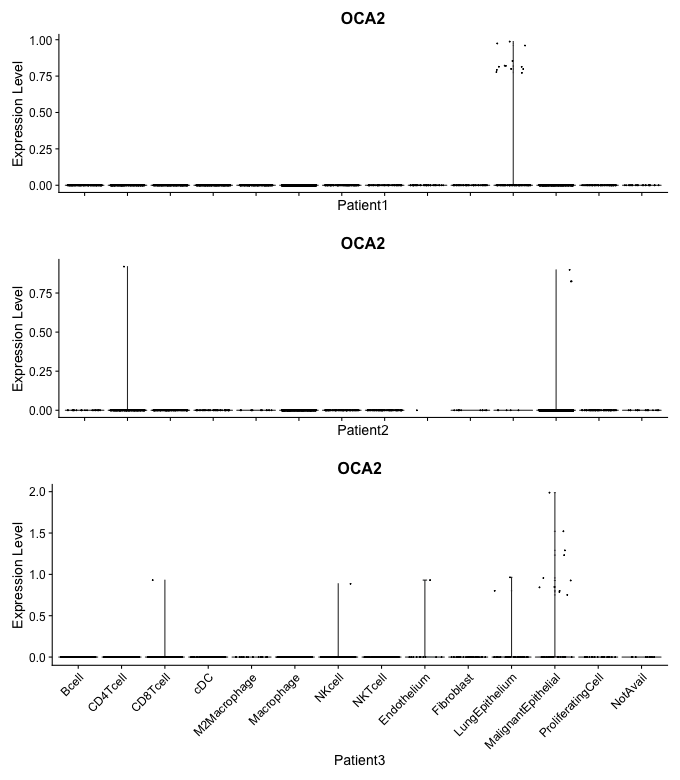 OCA2
Expression Level
1.00
0.75
0.50
0.25
0.00
Patient1
OCA2
Expression Level
0.75
0.50
0.25
0.00
Patient2
OCA2
Expression Level
2.0
1.5
1.0
0.5
0.0
Bcell
CD4Tcell
CD8Tcell
cDC
M2Macrophage
Macrophage
NKcell
NKTcell
Endothelium
Fibroblast
LungEpithelium
MalignantEpithelial
ProliferatingCell
NotAvail
Patient3